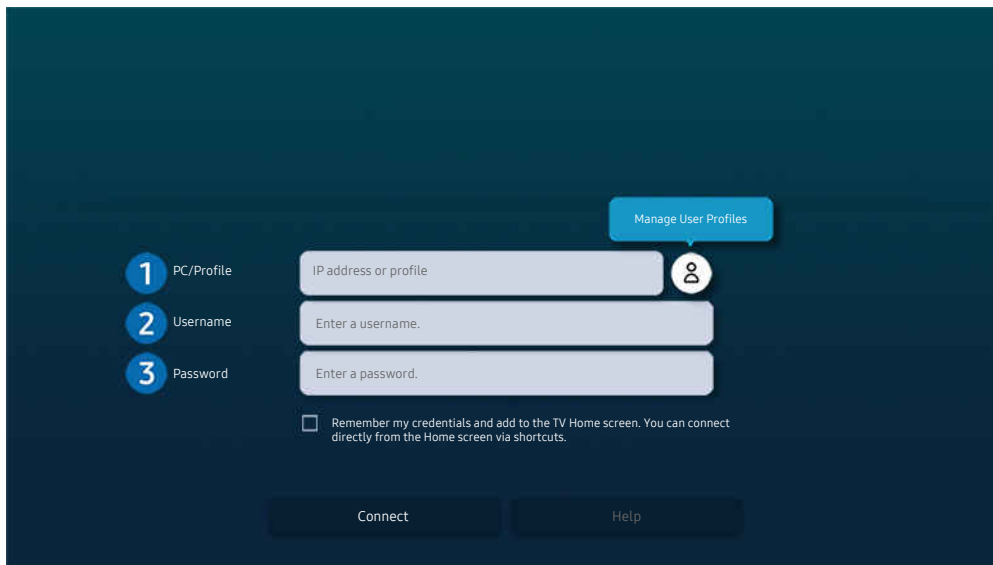 Manage User Profiles
1 PC/Profile IP address or profile
2 Username Enter a username.
3 Password Enter a password.
Remember my credentials and add to the TV Home screen. You can connect
directly from the Home screen via shortcuts.
Connect Help